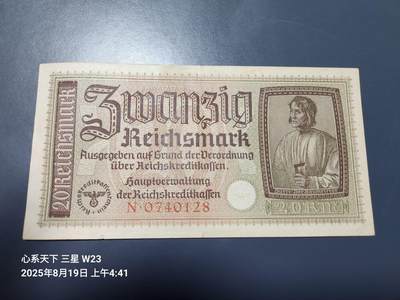 20 Reichsmark
Zwanzig
Reichsmark
Ausgegeben auf Grund der Verordnung
über Reichskreditkassen.
Hauptverwaltung
der Reichskreditkassen
N·0740128
心系天下 三星 W23
2025年8月19日 上午4:41